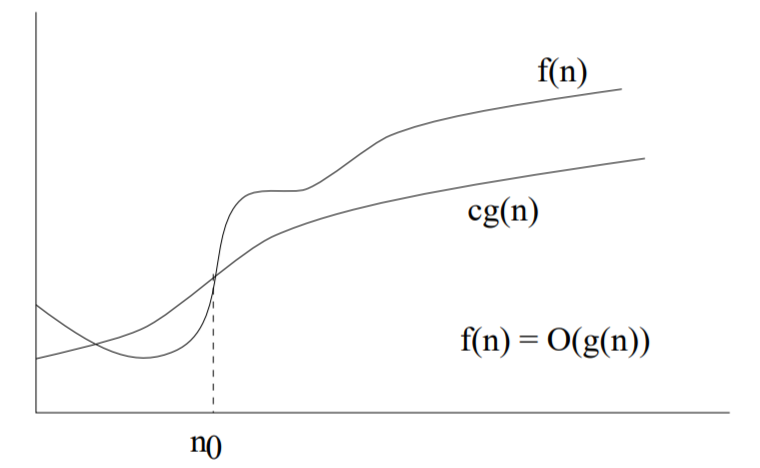 f(n)
cg(n)
f(n) = O(g(n))
n0